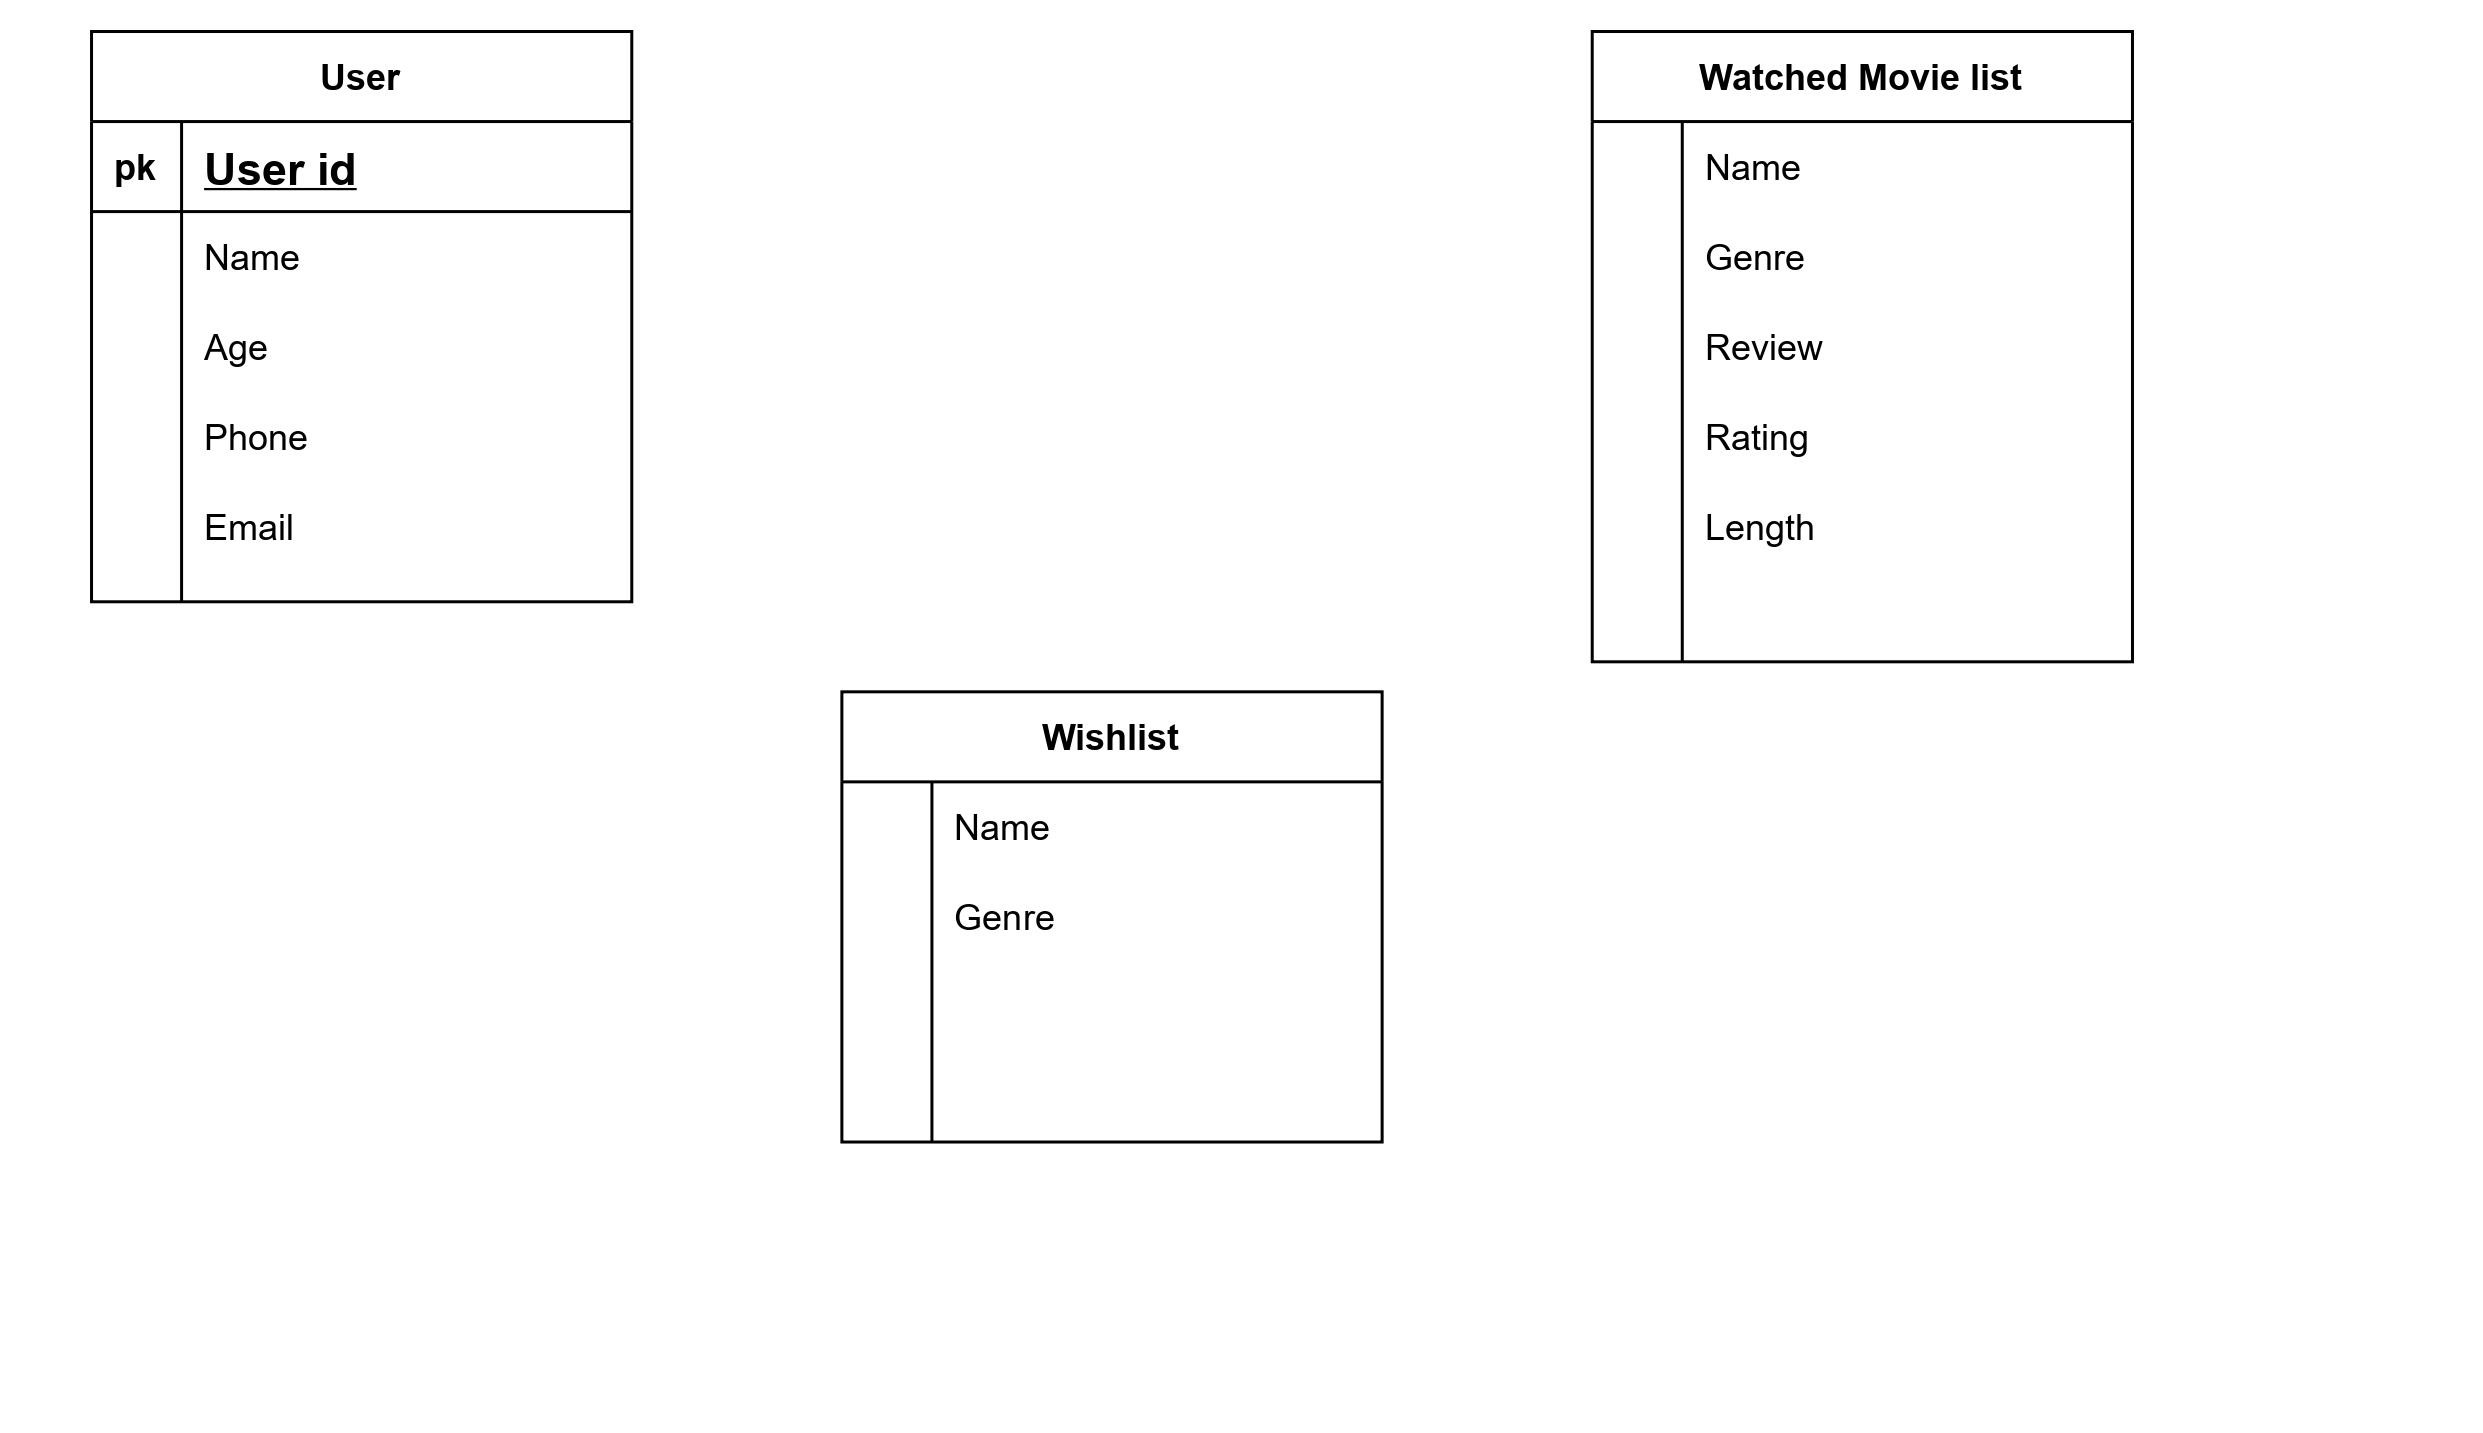 User
pk
User id
Name
Age
Phone
Email
Watched Movie list
Name
Genre
Review
Rating
Length
Wishlist
Name
Genre